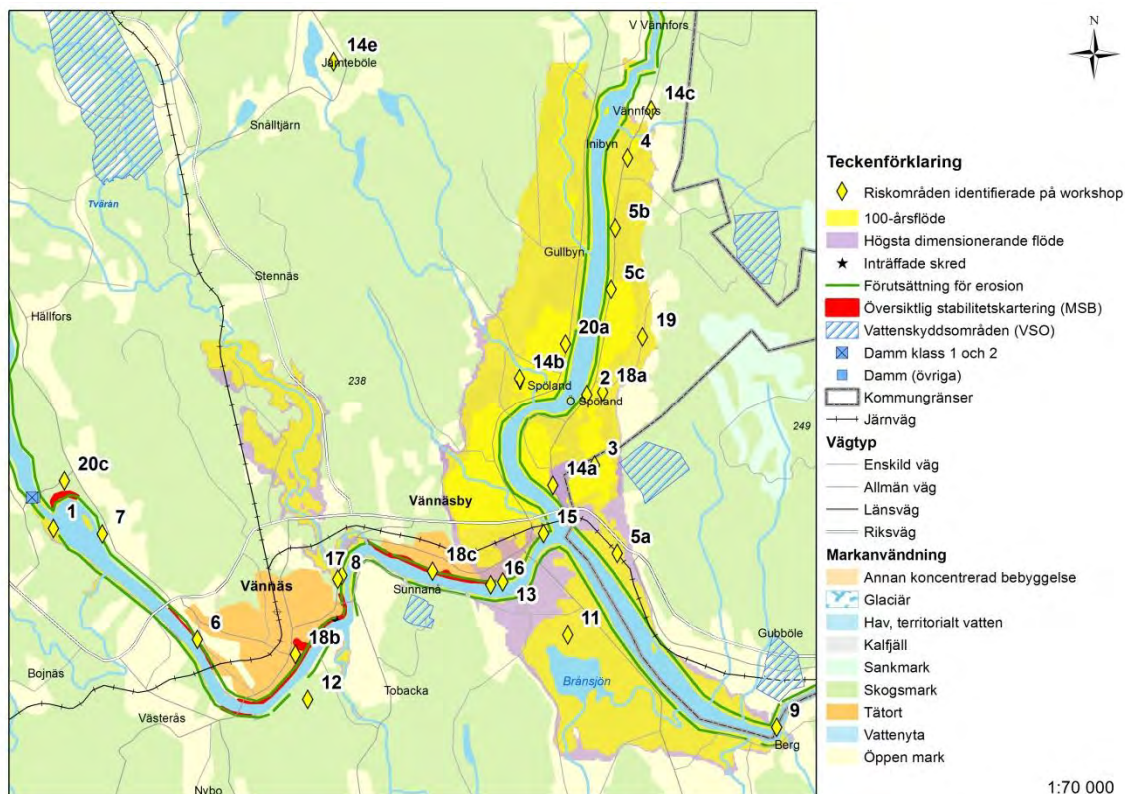 N
V Vännfors
14e
Jämteböle
14c
Vännfors
Snålltjärn
Inibyn
4
Tvärån
5b
Gullbyn
5c
Stennäs
Hällfors
20a
19
14b
238
Spöland
2
18a
Spöland
249
3
14a
20c
Vännäsby
1
7
15
5a
17
8
18c
16
Vännäs
Sunnanå
13
11
6
18b
Gubböle
Bojnäs
Brånsjön
12
Tobacka
Västerås
9
Berg
Nybo
Teckenförklaring
Riskområden identifierade på workshop
100-årsflöde
Högsta dimensionerande flöde
Inträffade skred
Förutsättning för erosion
Översiktlig stabilitetskartering (MSB)
Vattenskyddsområden (VSO)
Damm klass 1 och 2
Damm (övriga)
Kommungränser
Järnväg
Vägtyp
Enskild väg
Allmän väg
Länsväg
Riksväg
Markanvändning
Annan koncentrerad bebyggelse
Glaciär
Hav, territorialt vatten
Kalfjäll
Sankmark
Skogsmark
Tätort
Vattenyta
Öppen mark
1:70 000